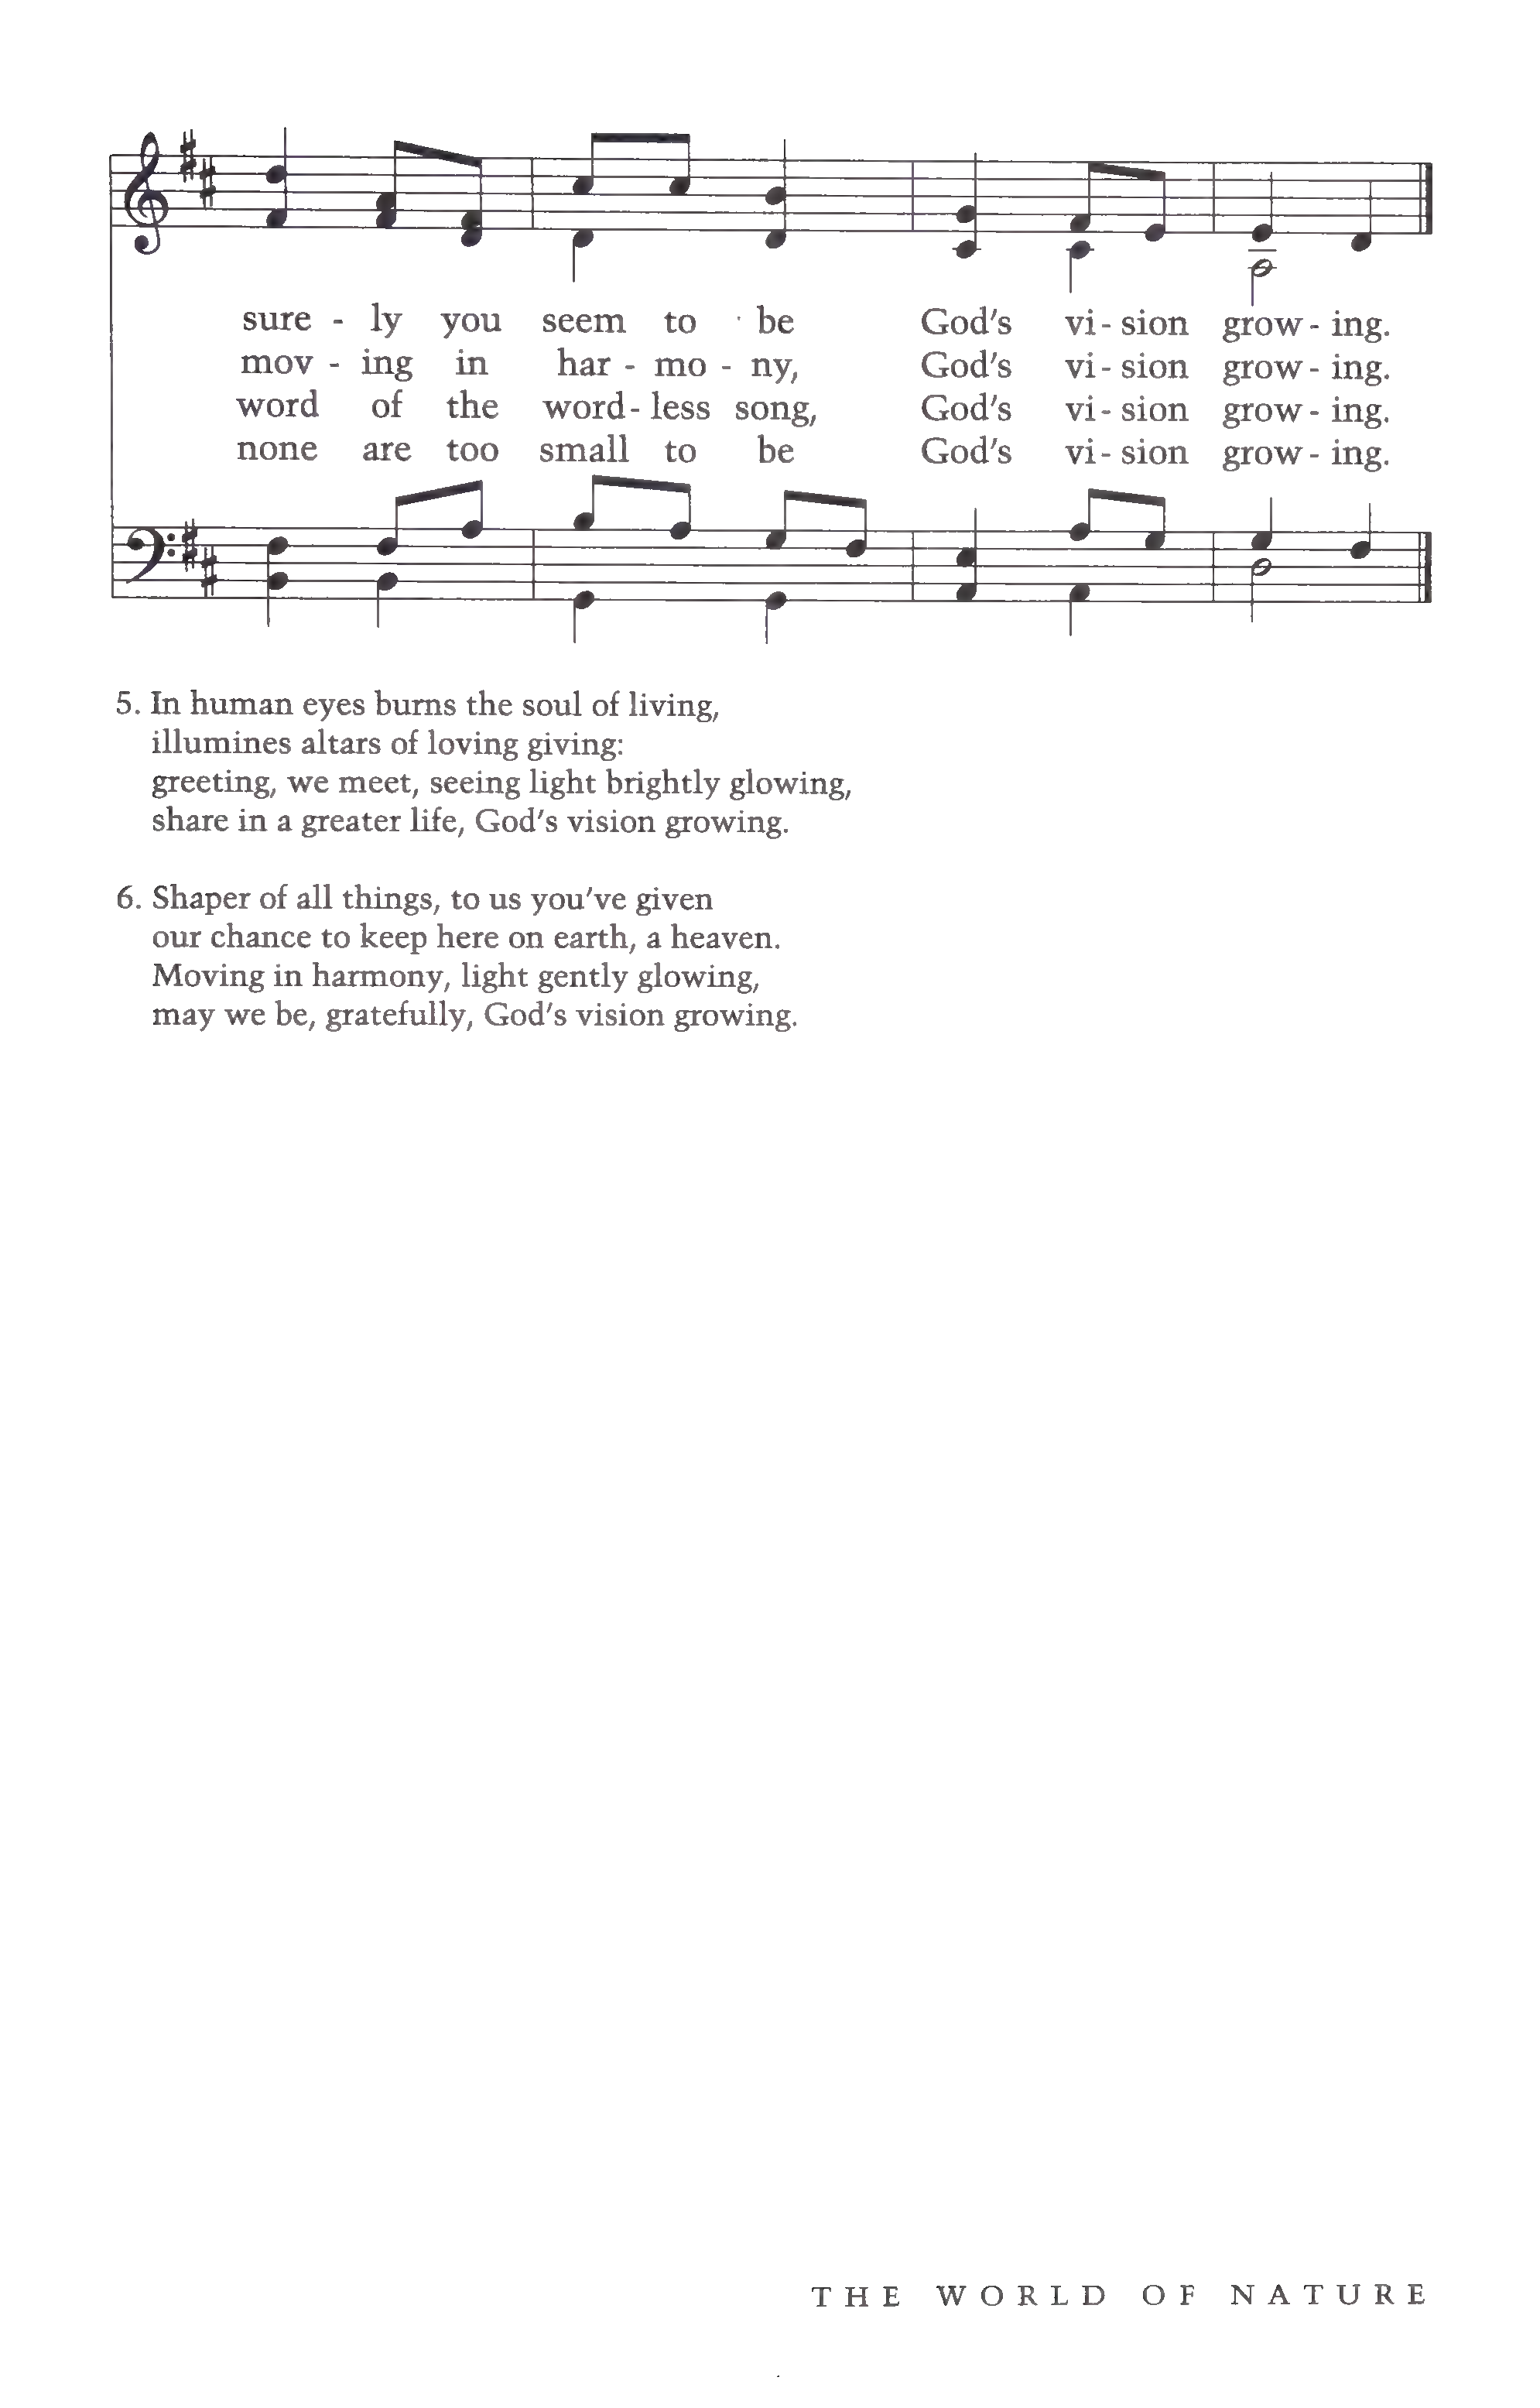 sure - ly you seem to be God's vi - sion grow - ing.
mov - ing in har - mo - ny, God's vi - sion grow - ing.
word of the word - less song, God's vi - sion grow - ing.
none are too small to be God's vi - sion grow - ing.
5. In human eyes burns the soul of living,
illumines altars of loving giving:
greeting, we meet, seeing light brightly glowing,
share in a greater life, God's vision growing.
6. Shaper of all things, to us you've given
our chance to keep here on earth, a heaven.
Moving in harmony, light gently glowing,
may we be, gratefully, God's vision growing.
THE WORLD OF NATURE